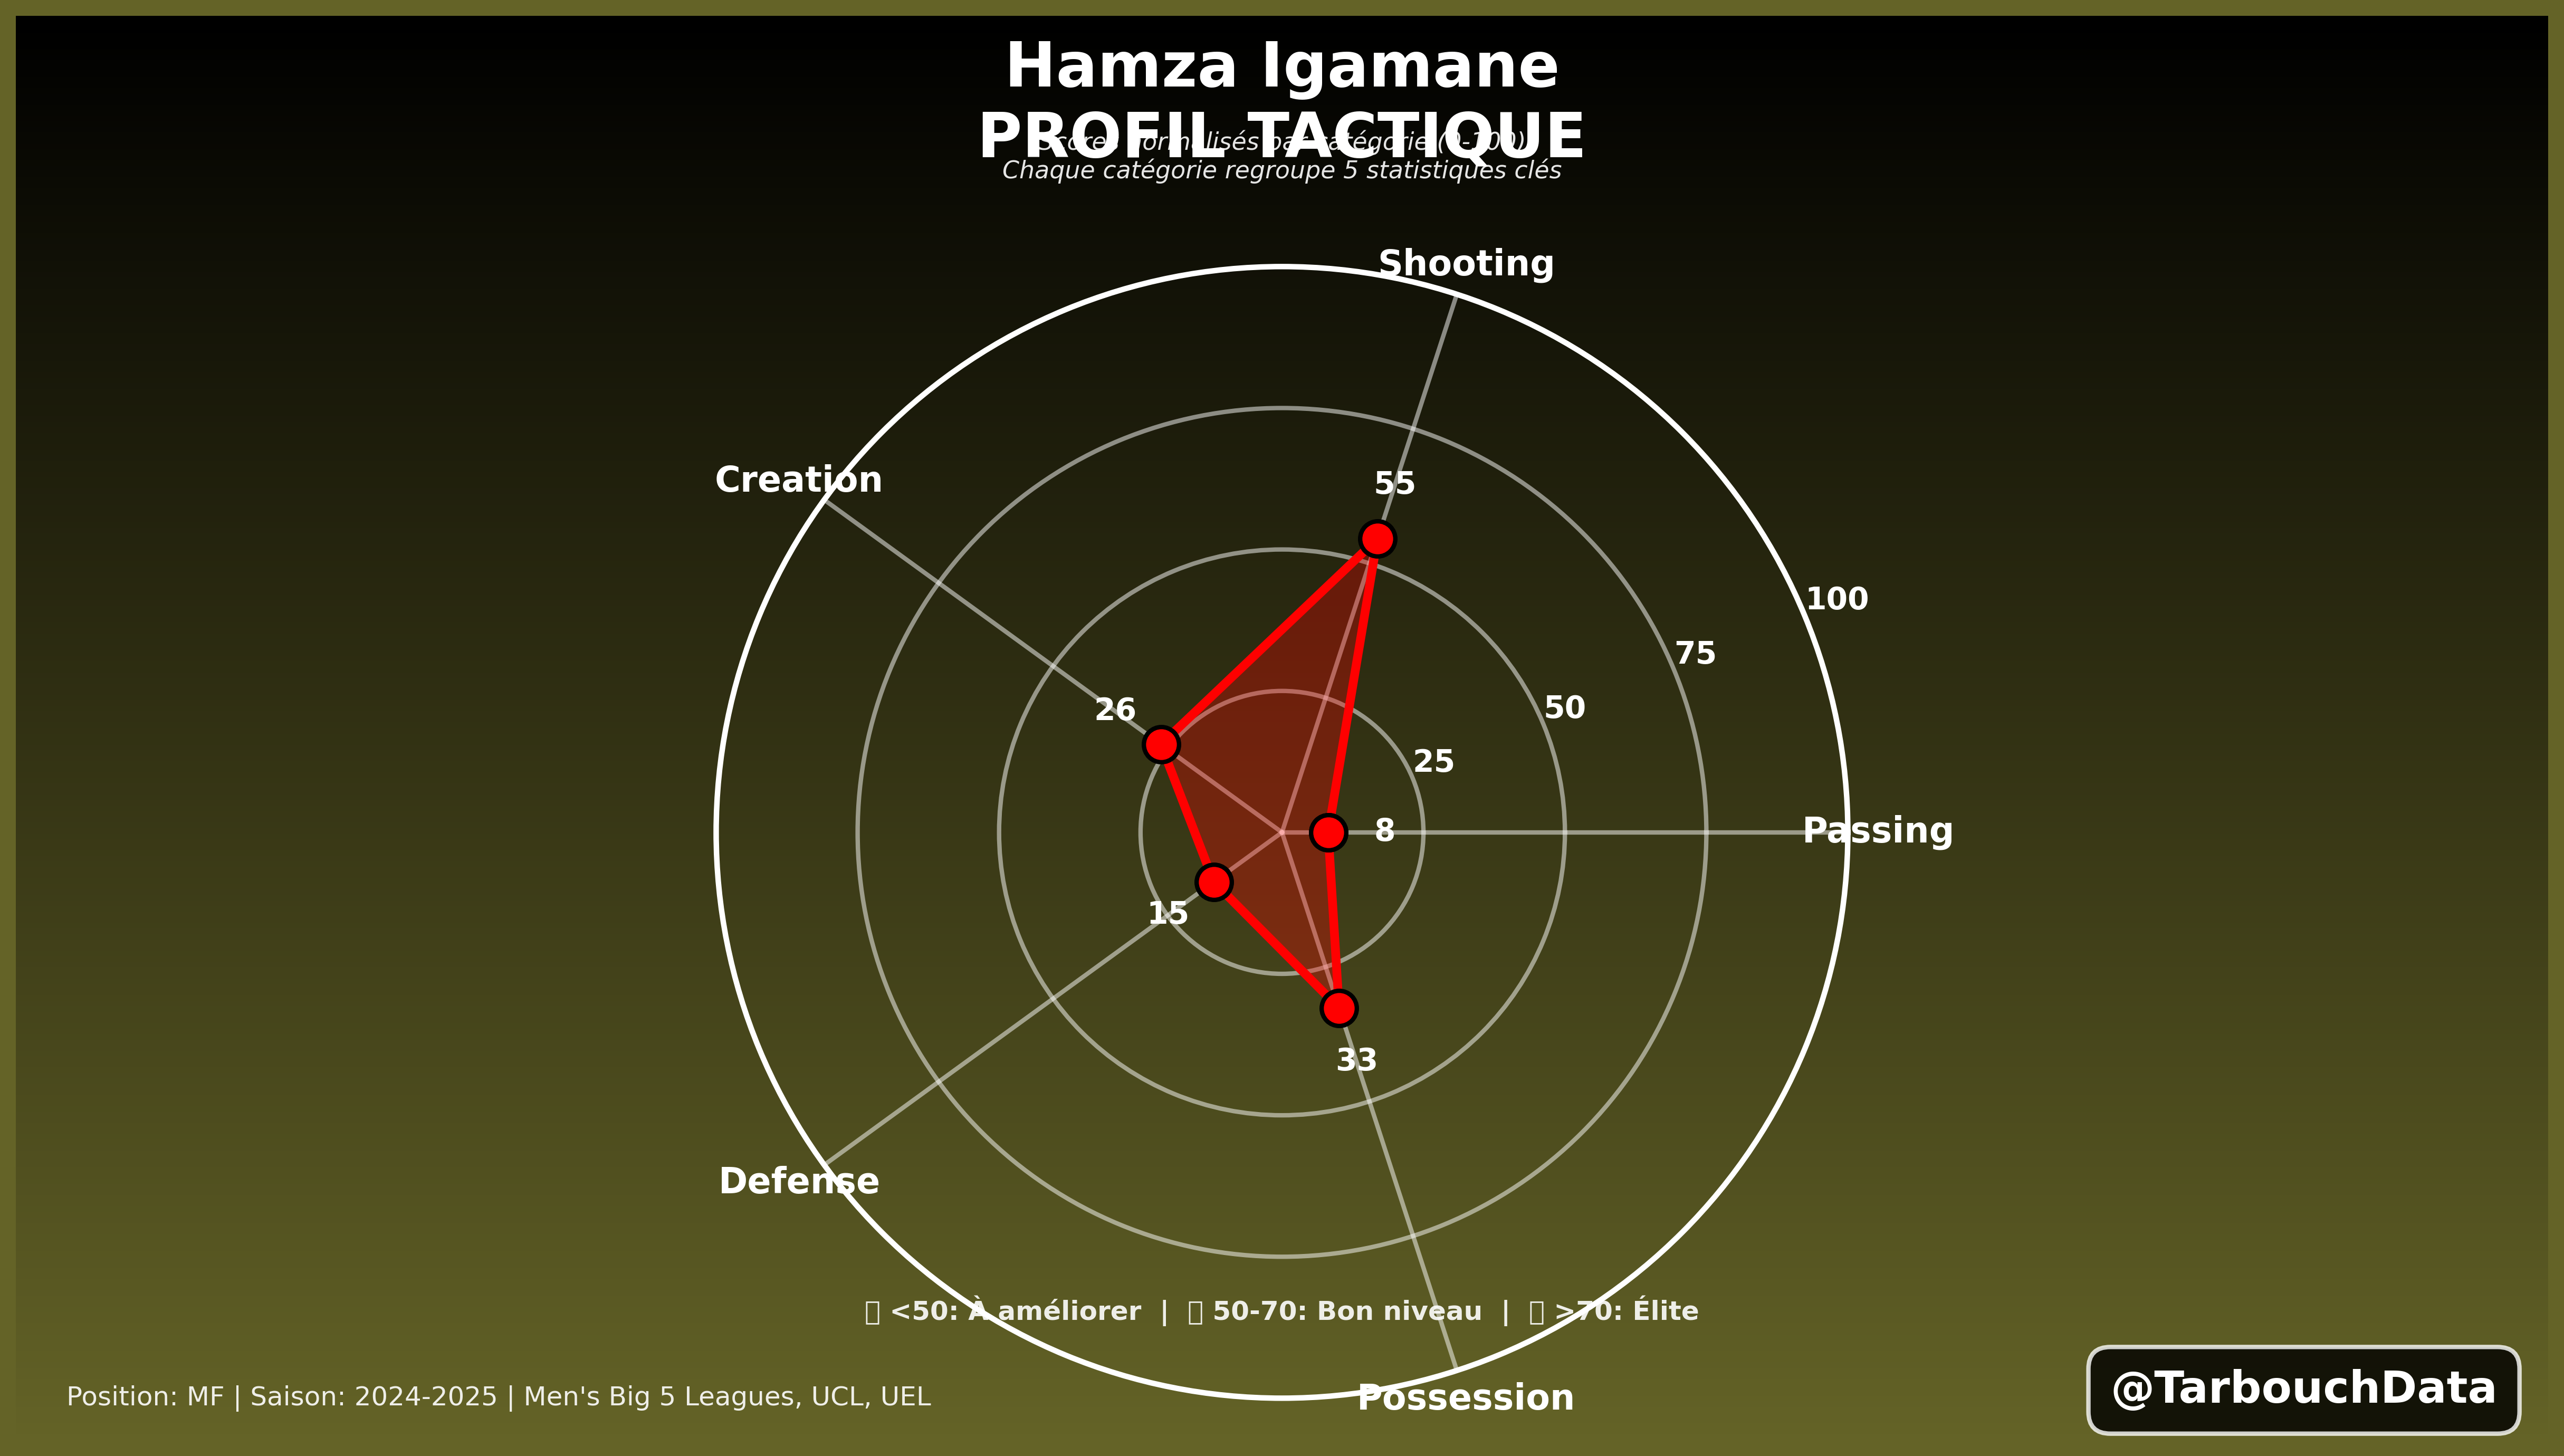 Hamza Igamane
PROFIL TACTIQUE
Scores normalisés par catégorie (0-100)
Chaque catégorie regroupe 5 statistiques clés
Shooting
Creation
55
100
75
26
50
25
8
Passing
15
33
Defense
<50: À améliorer | 50-70: Bon niveau | >70: Élite
Possession
Position: MF | Saison: 2024-2025 | Men's Big 5 Leagues, UCL, UEL
@TarbouchData